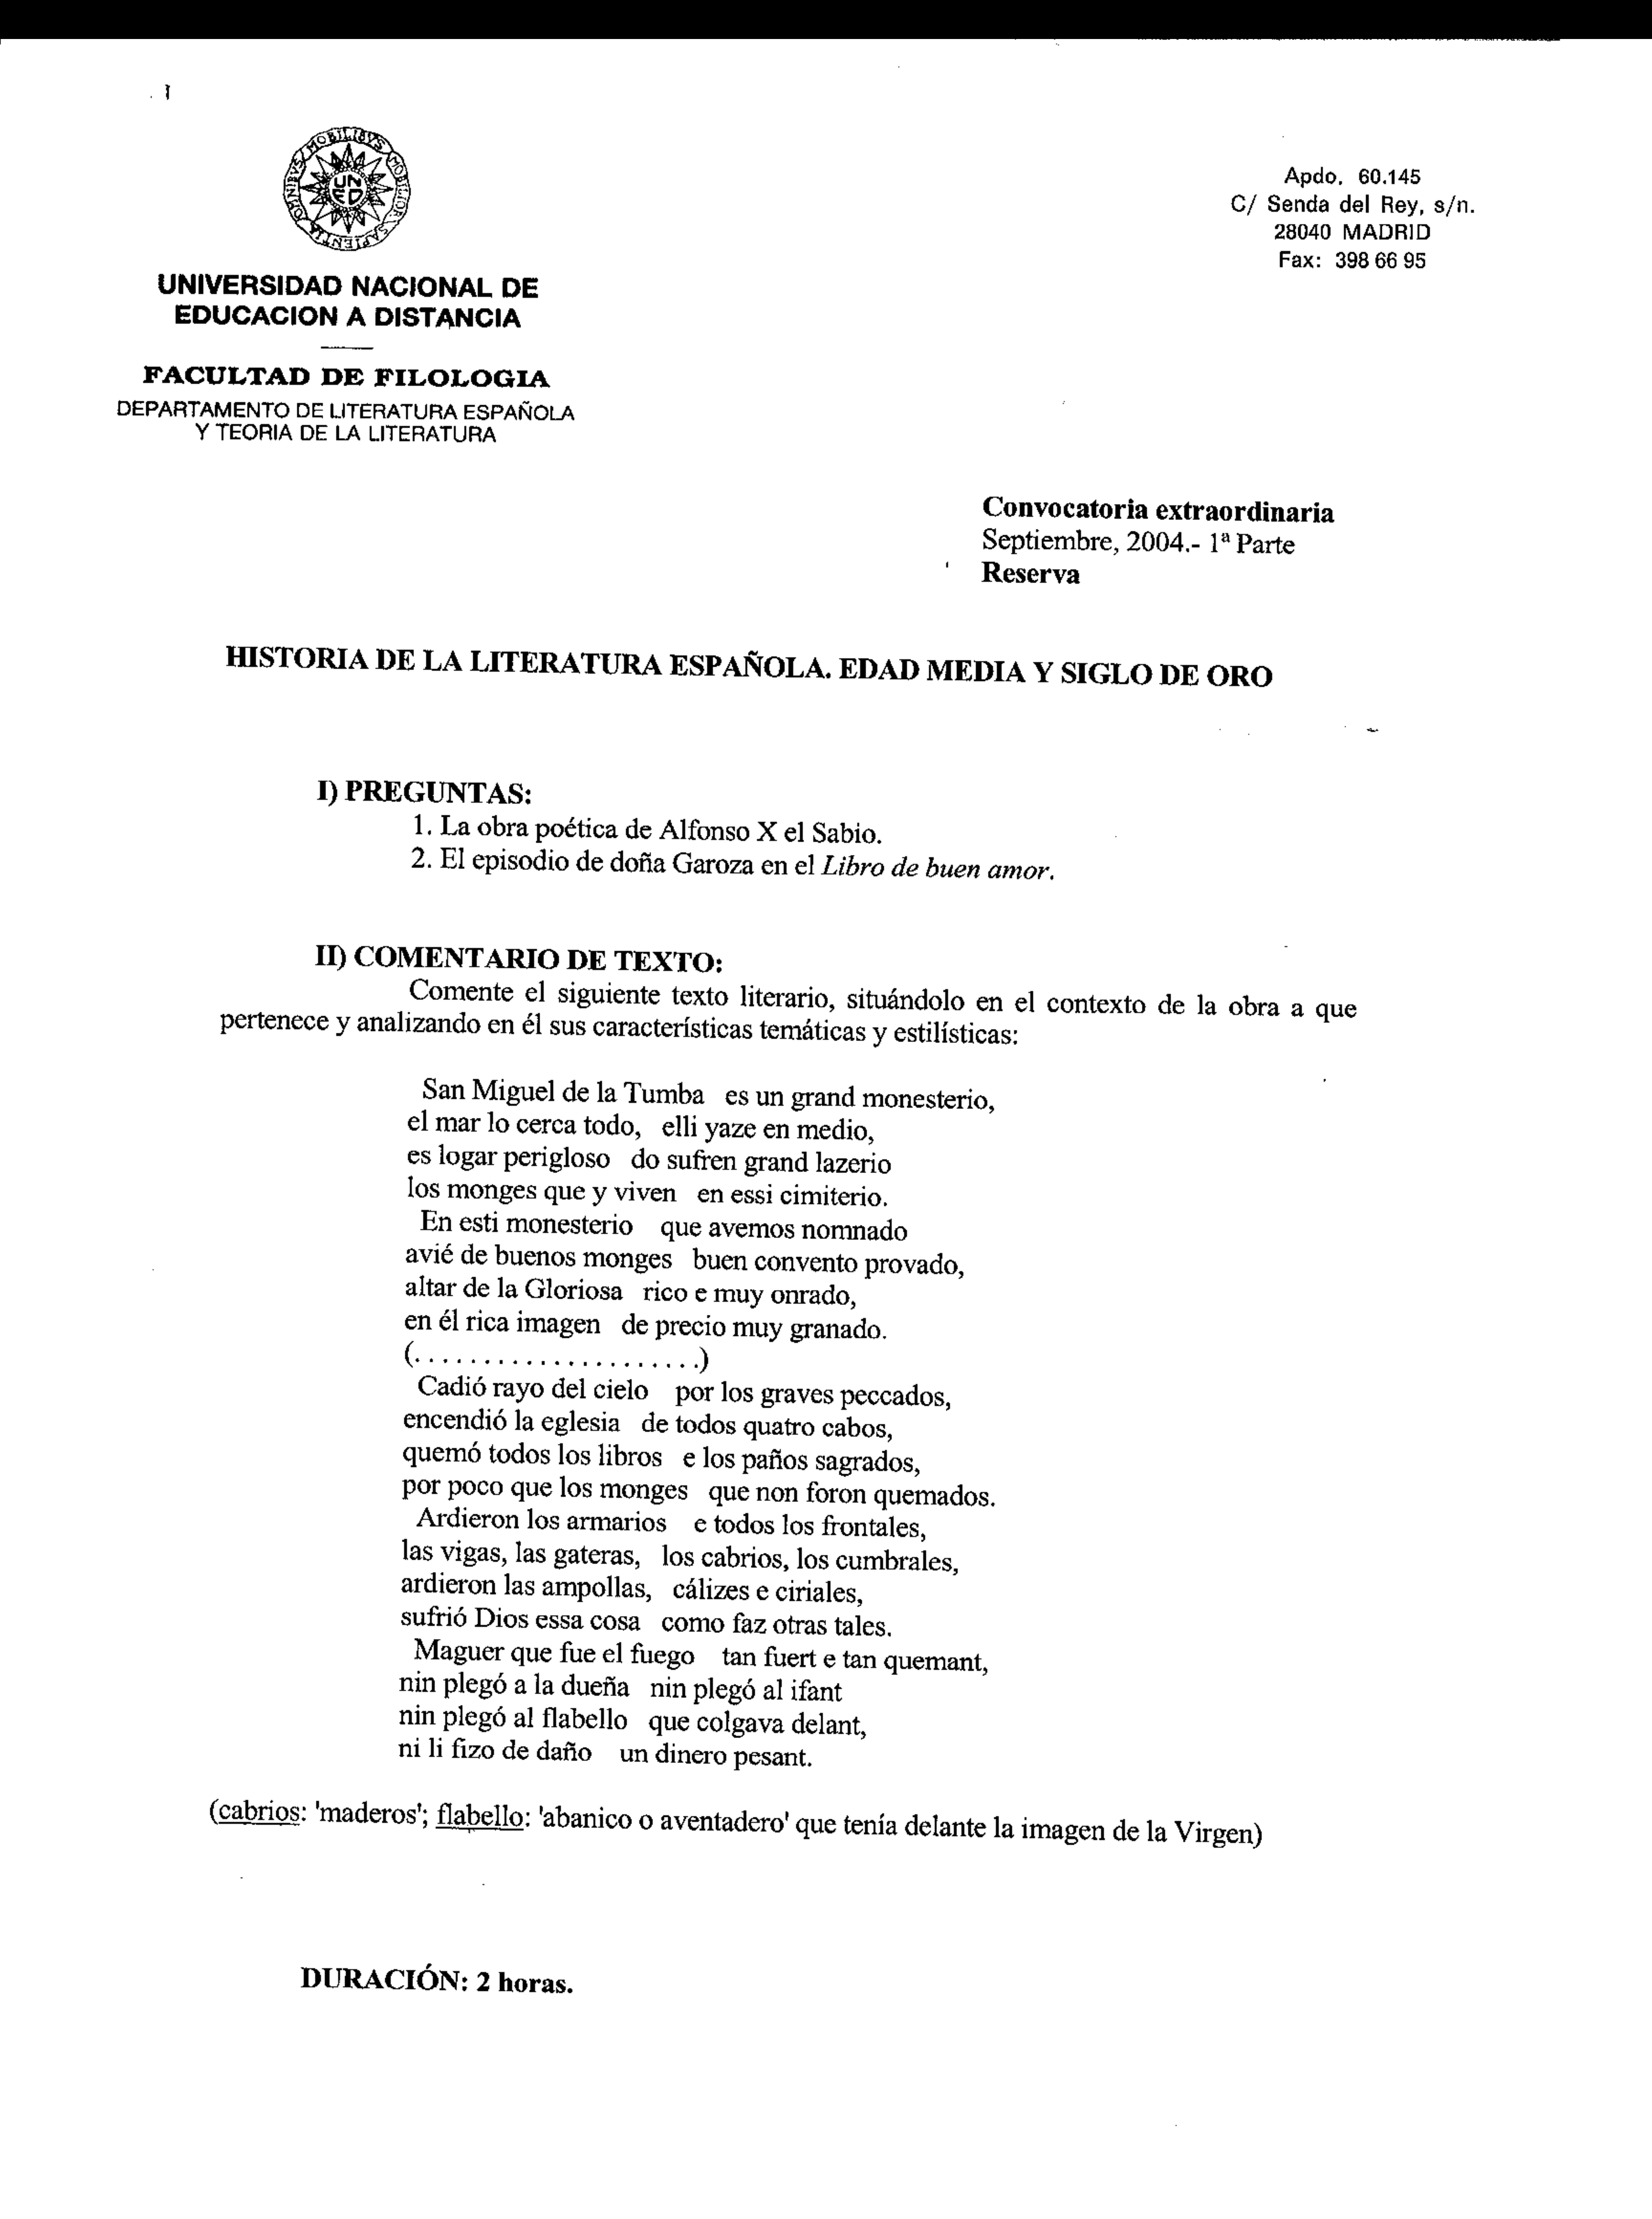 OMNIBVS MOBILIBVS MOBILIOR SAPIENTIA
UNED
UNIVERSIDAD NACIONAL DE
EDUCACION A DISTANCIA
FACULTAD DE FILOLOGIA
DEPARTAMENTO DE LITERATURA ESPAÑOLA
Y TEORIA DE LA LITERATURA
Apdo. 60.145
C/ Senda del Rey, s/n.
28040 MADRID
Fax: 398 66 95
Convocatoria extraordinaria
Septiembre, 2004.- 1ª Parte
Reserva
HISTORIA DE LA LITERATURA ESPAÑOLA. EDAD MEDIA Y SIGLO DE ORO
I) PREGUNTAS:
1. La obra poética de Alfonso X el Sabio.
2. El episodio de doña Garoza en el Libro de buen amor.
II) COMENTARIO DE TEXTO:
Comente el siguiente texto literario, situándolo en el contexto de la obra a que
pertenece y analizando en él sus características temáticas y estilísticas:
San Miguel de la Tumba es un grand monesterio,
el mar lo cerca todo, elli yaze en medio,
es logar perigloso do sufren grand lazerio
los monges que y viven en essi cimiterio.
En esti monesterio que avemos nomnado
avié de buenos monges buen convento provado,
altar de la Gloriosa rico e muy onrado,
en él rica imagen de precio muy granado.
(. . . . . . . . . . . . . . . . . . . . .)
Cadió rayo del cielo por los graves peccados,
encendió la eglesia de todos quatro cabos,
quemó todos los libros e los paños sagrados,
por poco que los monges que non foron quemados.
Ardieron los armarios e todos los frontales,
las vigas, las gateras, los cabrios, los cumbrales,
ardieron las ampollas, cálizes e ciriales,
sufrió Dios essa cosa como faz otras tales.
Maguer que fue el fuego tan fuert e tan quemant,
nin plegó a la dueña nin plegó al ifant
nin plegó al flabello que colgava delant,
ni li fizo de daño un dinero pesant.
(cabrios: 'maderos'; flabello: 'abanico o aventadero' que tenía delante la imagen de la Virgen)
DURACIÓN: 2 horas.